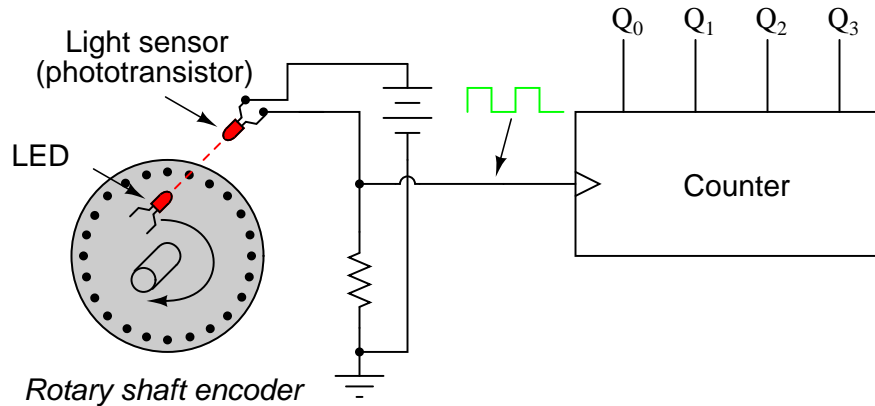 Light sensor
(phototransistor)
LED
Rotary shaft encoder
Q0 Q1 Q2 Q3
Counter